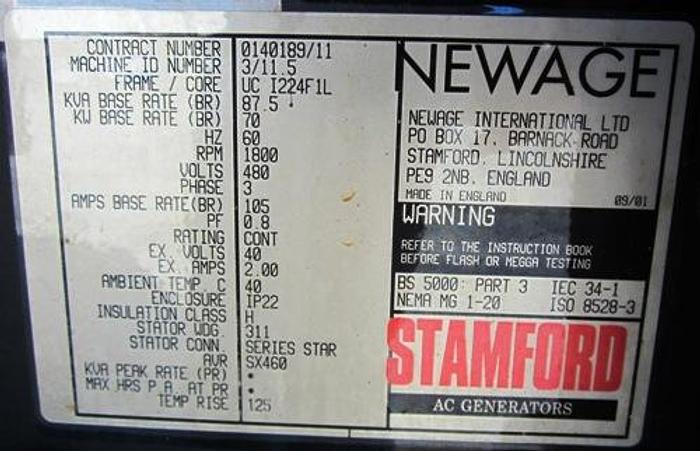 CONTRACT NUMBER 0140189/11
MACHINE ID NUMBER 3/11.5
FRAME / CORE UC I224F1L
KVA BASE RATE (BR) 87.5
KW BASE RATE (BR) 70
HZ 60
RPM 1800
VOLTS 480
PHASE 3
AMPS BASE RATE(BR) 105
PF 0.8
RATING CONT
EX. VOLTS 40
EX. AMPS 2.00
AMBIENT TEMP. C 40
ENCLOSURE IP22
INSULATION CLASS H
STATOR WDG. 311
STATOR CONN. SERIES STAR
AVR SX460
KVA PEAK RATE (PR) •
MAX HRS P.A. AT PR •
TEMP RISE 125
NEWAGE
NEWAGE INTERNATIONAL LTD
PO BOX 17. BARNACK ROAD
STAMFORD. LINCOLNSHIRE
PE9 2NB. ENGLAND
MADE IN ENGLAND 09/01
WARNING
REFER TO THE INSTRUCTION BOOK
BEFORE FLASH OR MEGGA TESTING
BS 5000: PART 3 IEC 34-1
NEMA MG 1-20 ISO 8528-3
STAMFORD
AC GENERATORS